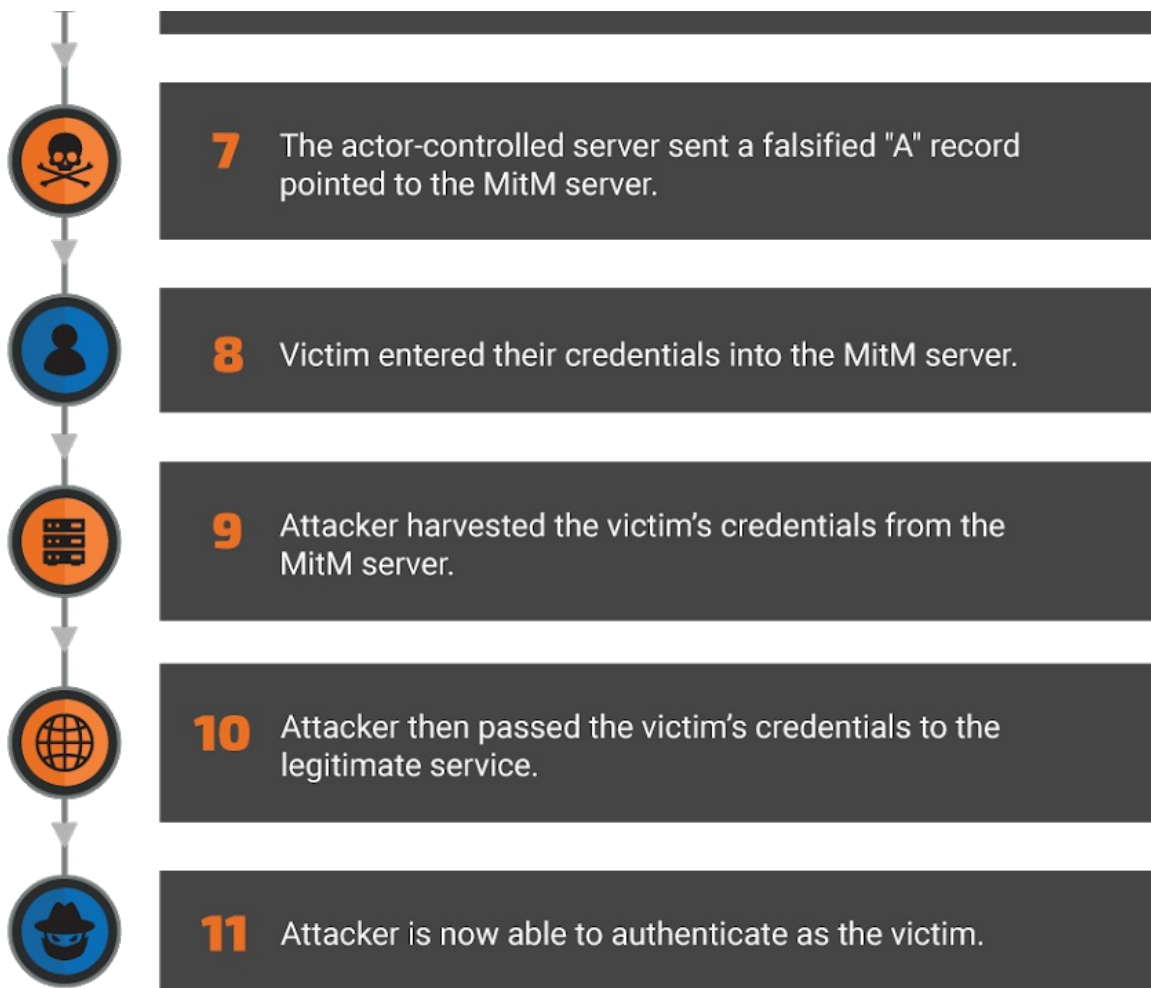 7 The actor-controlled server sent a falsified "A" record
pointed to the MitM server.
8 Victim entered their credentials into the MitM server.
9 Attacker harvested the victim’s credentials from the
MitM server.
10 Attacker then passed the victim’s credentials to the
legitimate service.
11 Attacker is now able to authenticate as the victim.